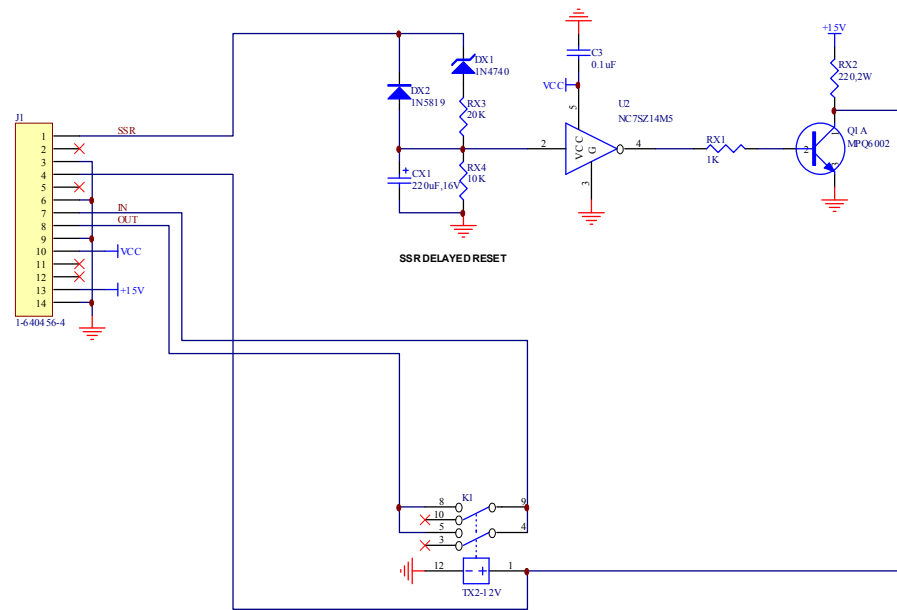 +15V
C3
0.1uF
DX1
1N4740
RX2
220,2W
VCC
DX2
1N5819
RX3
20K
5
U2
NC7SZ14M5
J1
1
SSR
2
3
4
5
6
7
IN
8
OUT
9
10
VCC
11
12
13
+15V
14
1-640456-4
2
VCC
G
4
RX1
1K
2
1
Q1A
MPQ6002
3
CX1
220uF,16V
RX4
10K
3
SSR DELAYED RESET
K1
8
9
10
5
4
3
12
1
TX2-12V